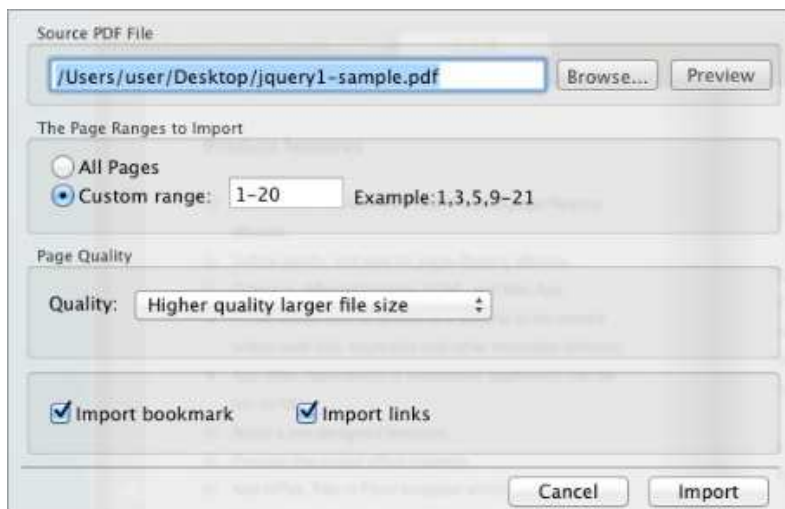 Source PDF File
/Users/user/Desktop/jquery1-sample.pdf Browse... Preview
The Page Ranges to Import
All Pages
Custom range: 1-20 Example:1,3,5,9-21
Page Quality
Quality: Higher quality larger file size
Import bookmark Import links
Cancel Import